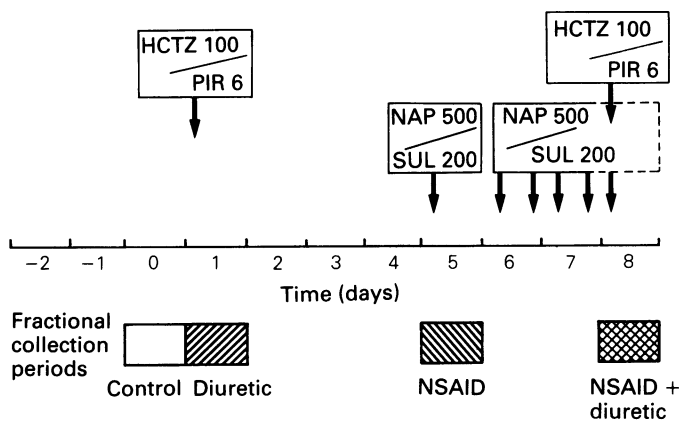 HCTZ 100
PIR 6
HCTZ 100
PIR 6
NAP 500
SUL 200
NAP 500
SUL 200
-2 -1 0 1 2 3 4 5 6 7 8
Time (days)
Fractional
collection
periods
Control Diuretic
NSAID
NSAID +
diuretic